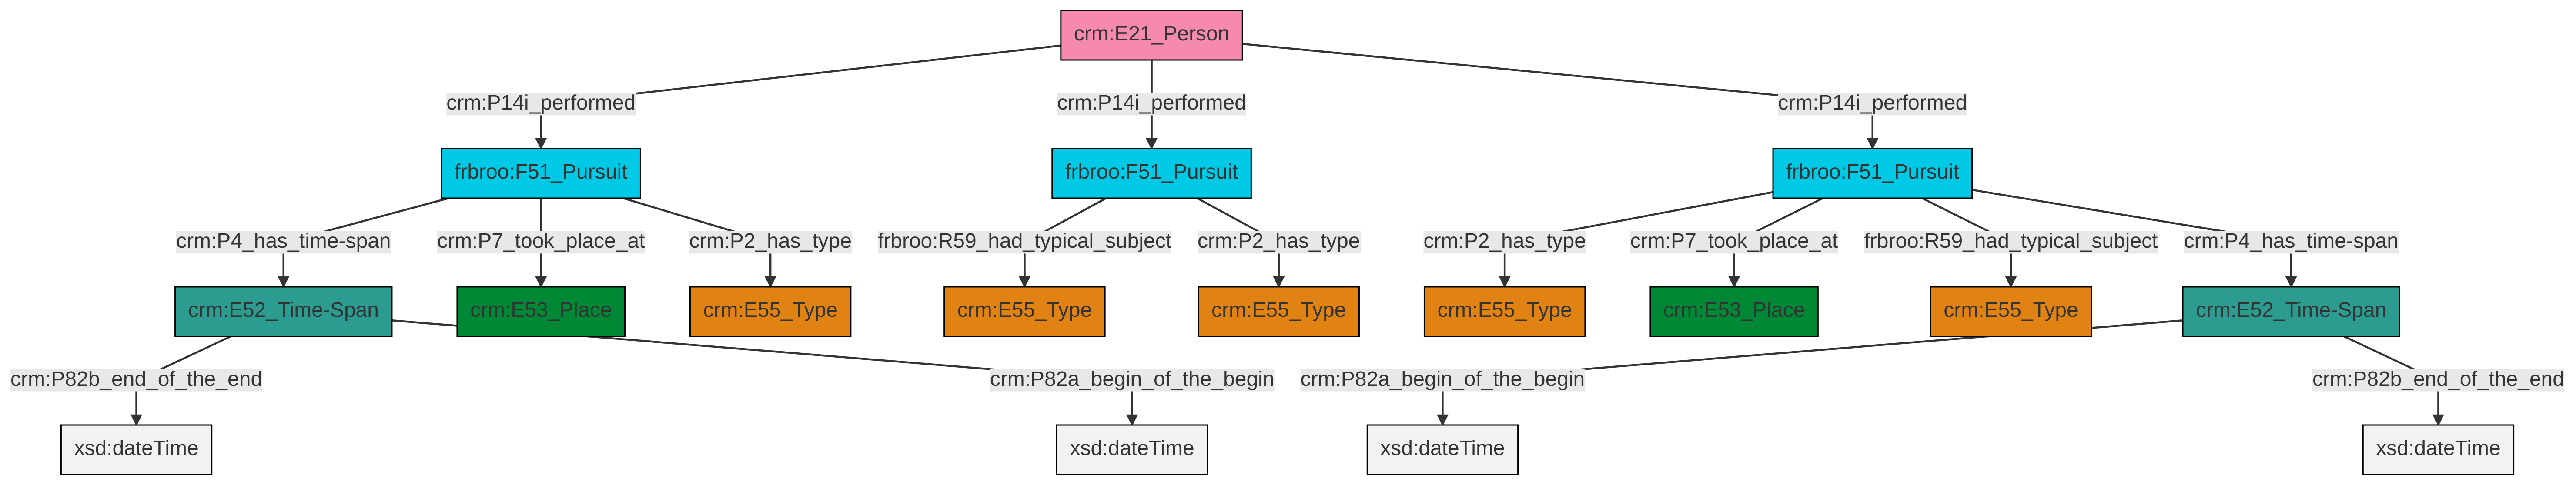 crm:E21_Person
crm:P14i_performed
crm:P14i_performed
crm:P14i_performed
frbroo:F51_Pursuit
frbroo:F51_Pursuit
frbroo:F51_Pursuit
crm:P4_has_time-span
crm:P7_took_place_at
crm:P2_has_type
frbroo:R59_had_typical_subject
crm:P2_has_type
crm:P2_has_type
crm:P7_took_place_at
frbroo:R59_had_typical_subject
crm:P4_has_time-span
crm:E52_Time-Span
crm:E53_Place
crm:E55_Type
crm:E55_Type
crm:E55_Type
crm:E55_Type
crm:E53_Place
crm:E55_Type
crm:E52_Time-Span
crm:P82b_end_of_the_end
crm:P82a_begin_of_the_begin
crm:P82a_begin_of_the_begin
crm:P82b_end_of_the_end
xsd:dateTime
xsd:dateTime
xsd:dateTime
xsd:dateTime